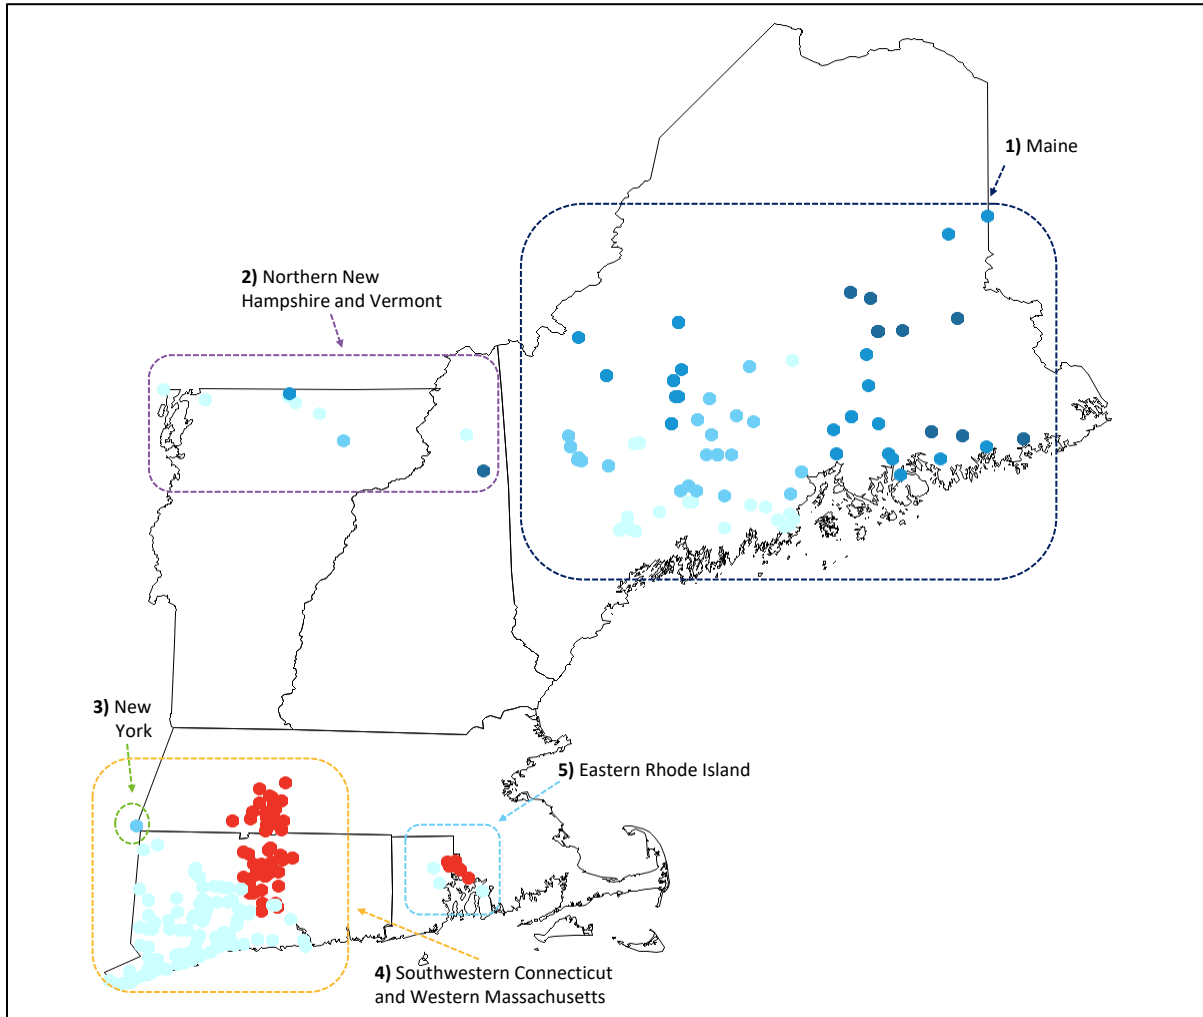 1) Maine
2) Northern New
Hampshire and Vermont
3) New
York
5) Eastern Rhode Island
4) Southwestern Connecticut
and Western Massachusetts